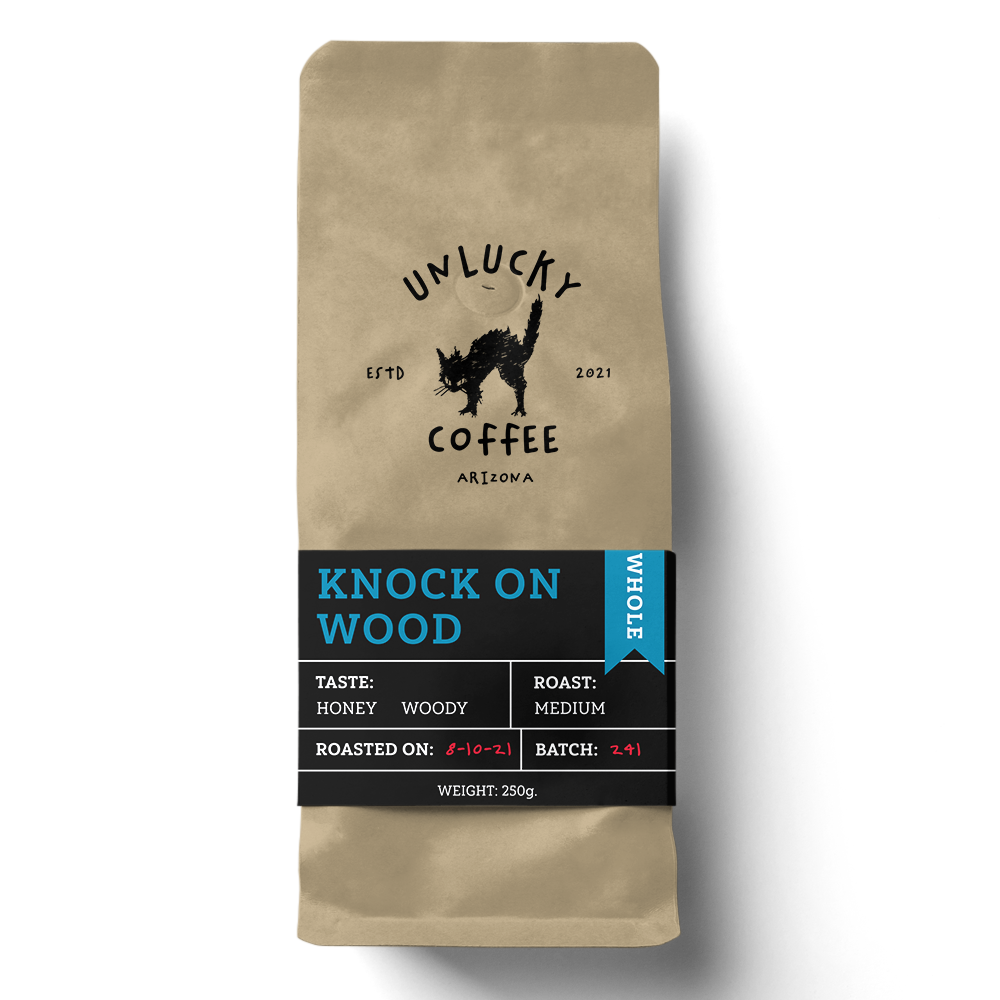 UNLUCKY
ESTD 2021
COFFEE
ARIZONA
KNOCK ON
WOOD
WHOLE
TASTE: ROAST:
HONEY WOODY MEDIUM
ROASTED ON: 8-10-21 BATCH: 241
WEIGHT: 250g.